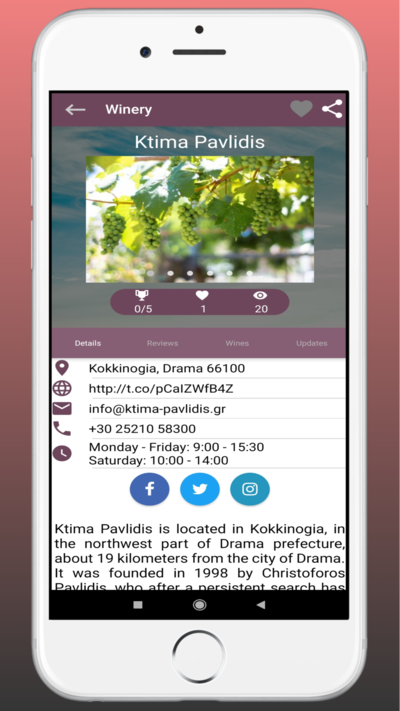 Winery
Ktima Pavlidis
0/5 1 20
Details Reviews Wines Updates
Kokkinogia, Drama 66100
http://t.co/pCaIZWfB4Z
info@ktima-pavlidis.gr
+30 25210 58300
Monday - Friday: 9:00 - 15:30
Saturday: 10:00 - 14:00
Ktima Pavlidis is located in Kokkinogia, in
the northwest part of Drama prefecture,
about 19 kilometers from the city of Drama.
It was founded in 1998 by Christoforos
Pavlidis, who after a persistent search has